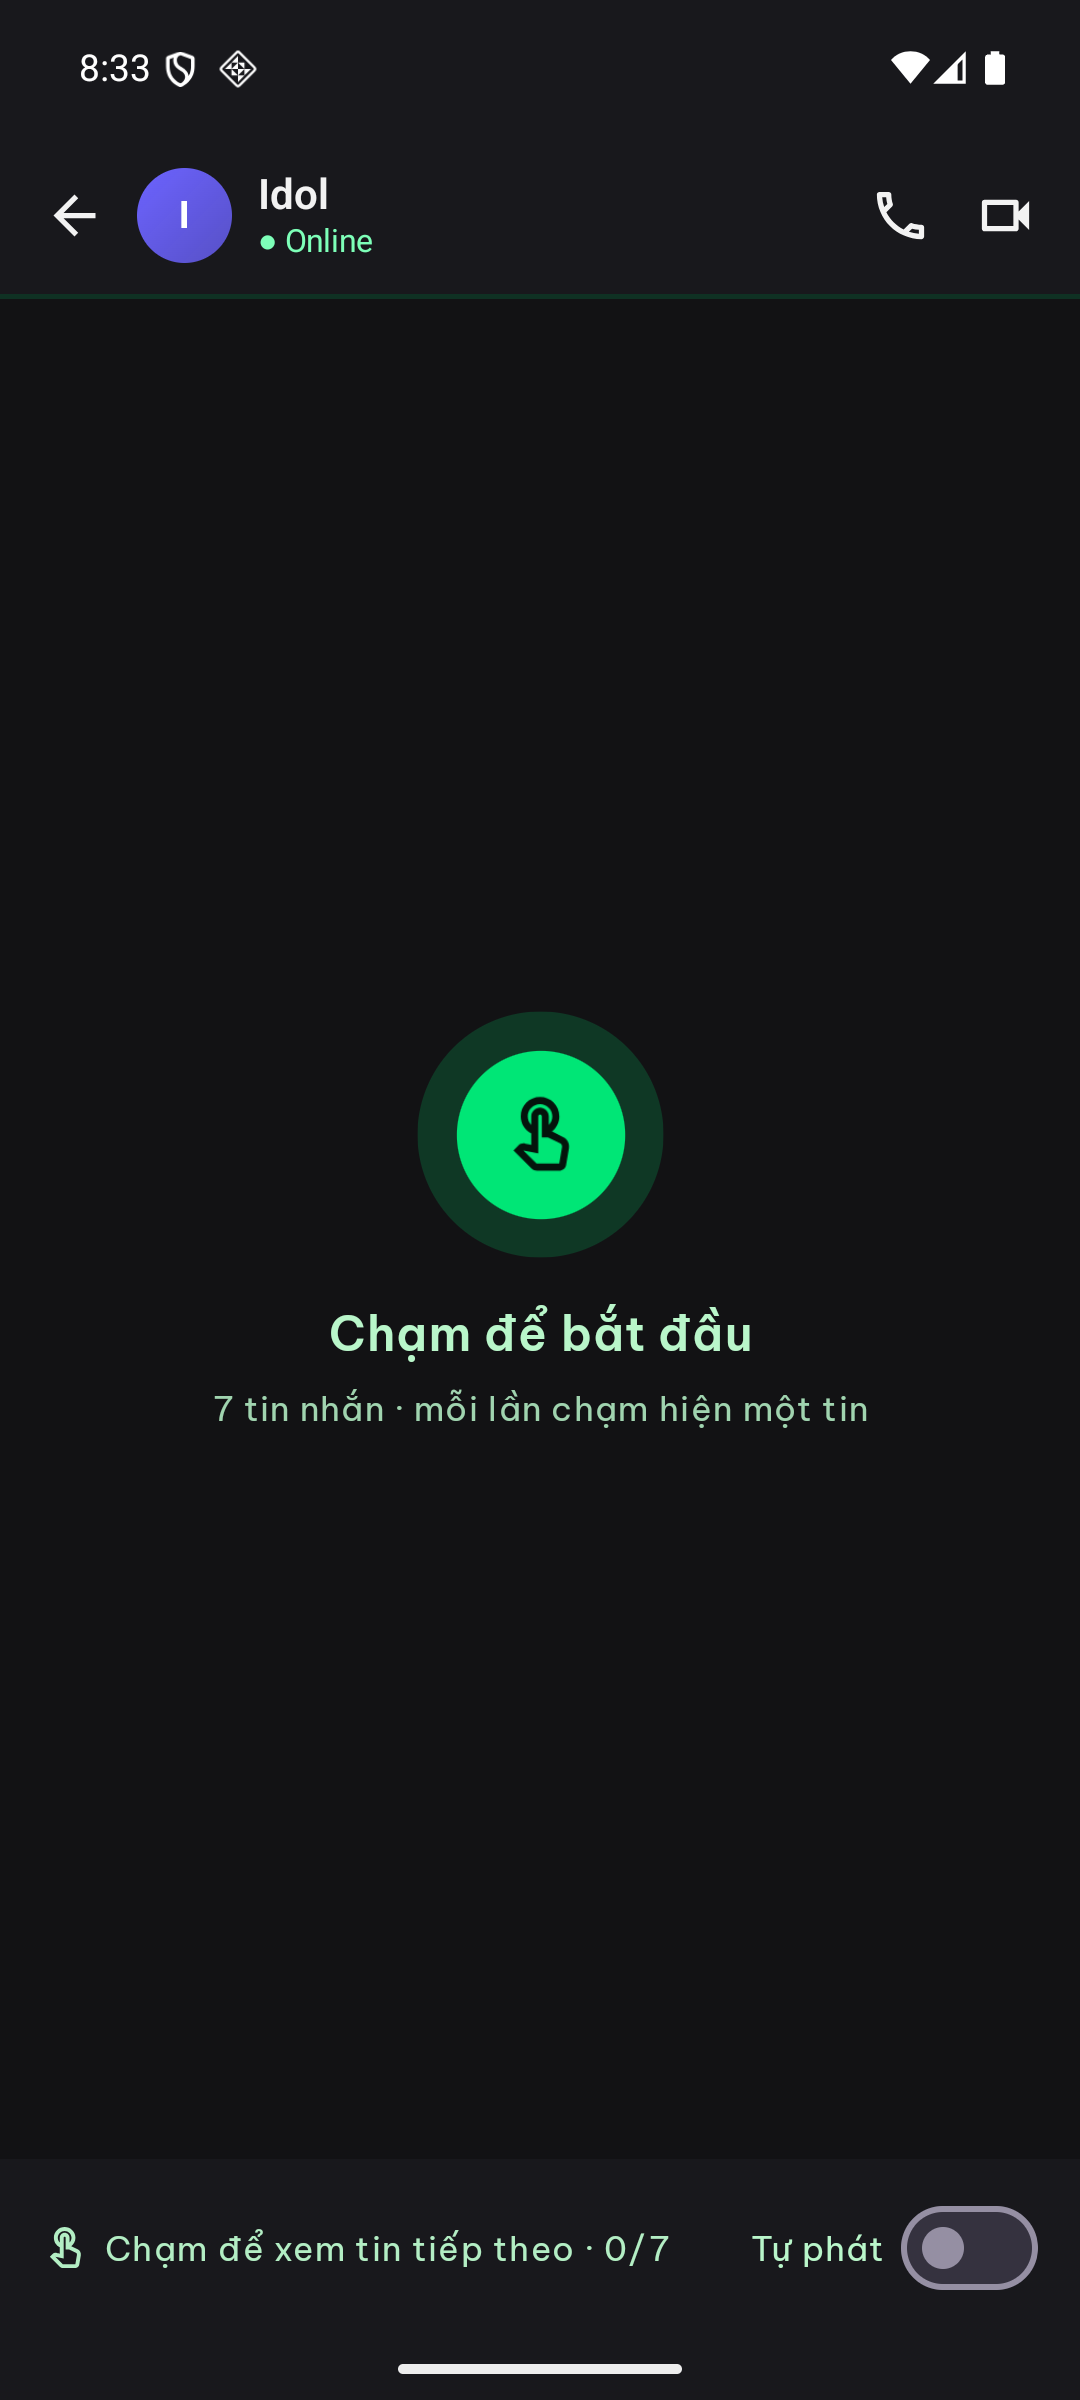 8:33
I
Idol
Online
Chạm để bắt đầu
7 tin nhắn · mỗi lần chạm hiện một tin
Chạm để xem tin tiếp theo · 0/7
Tự phát